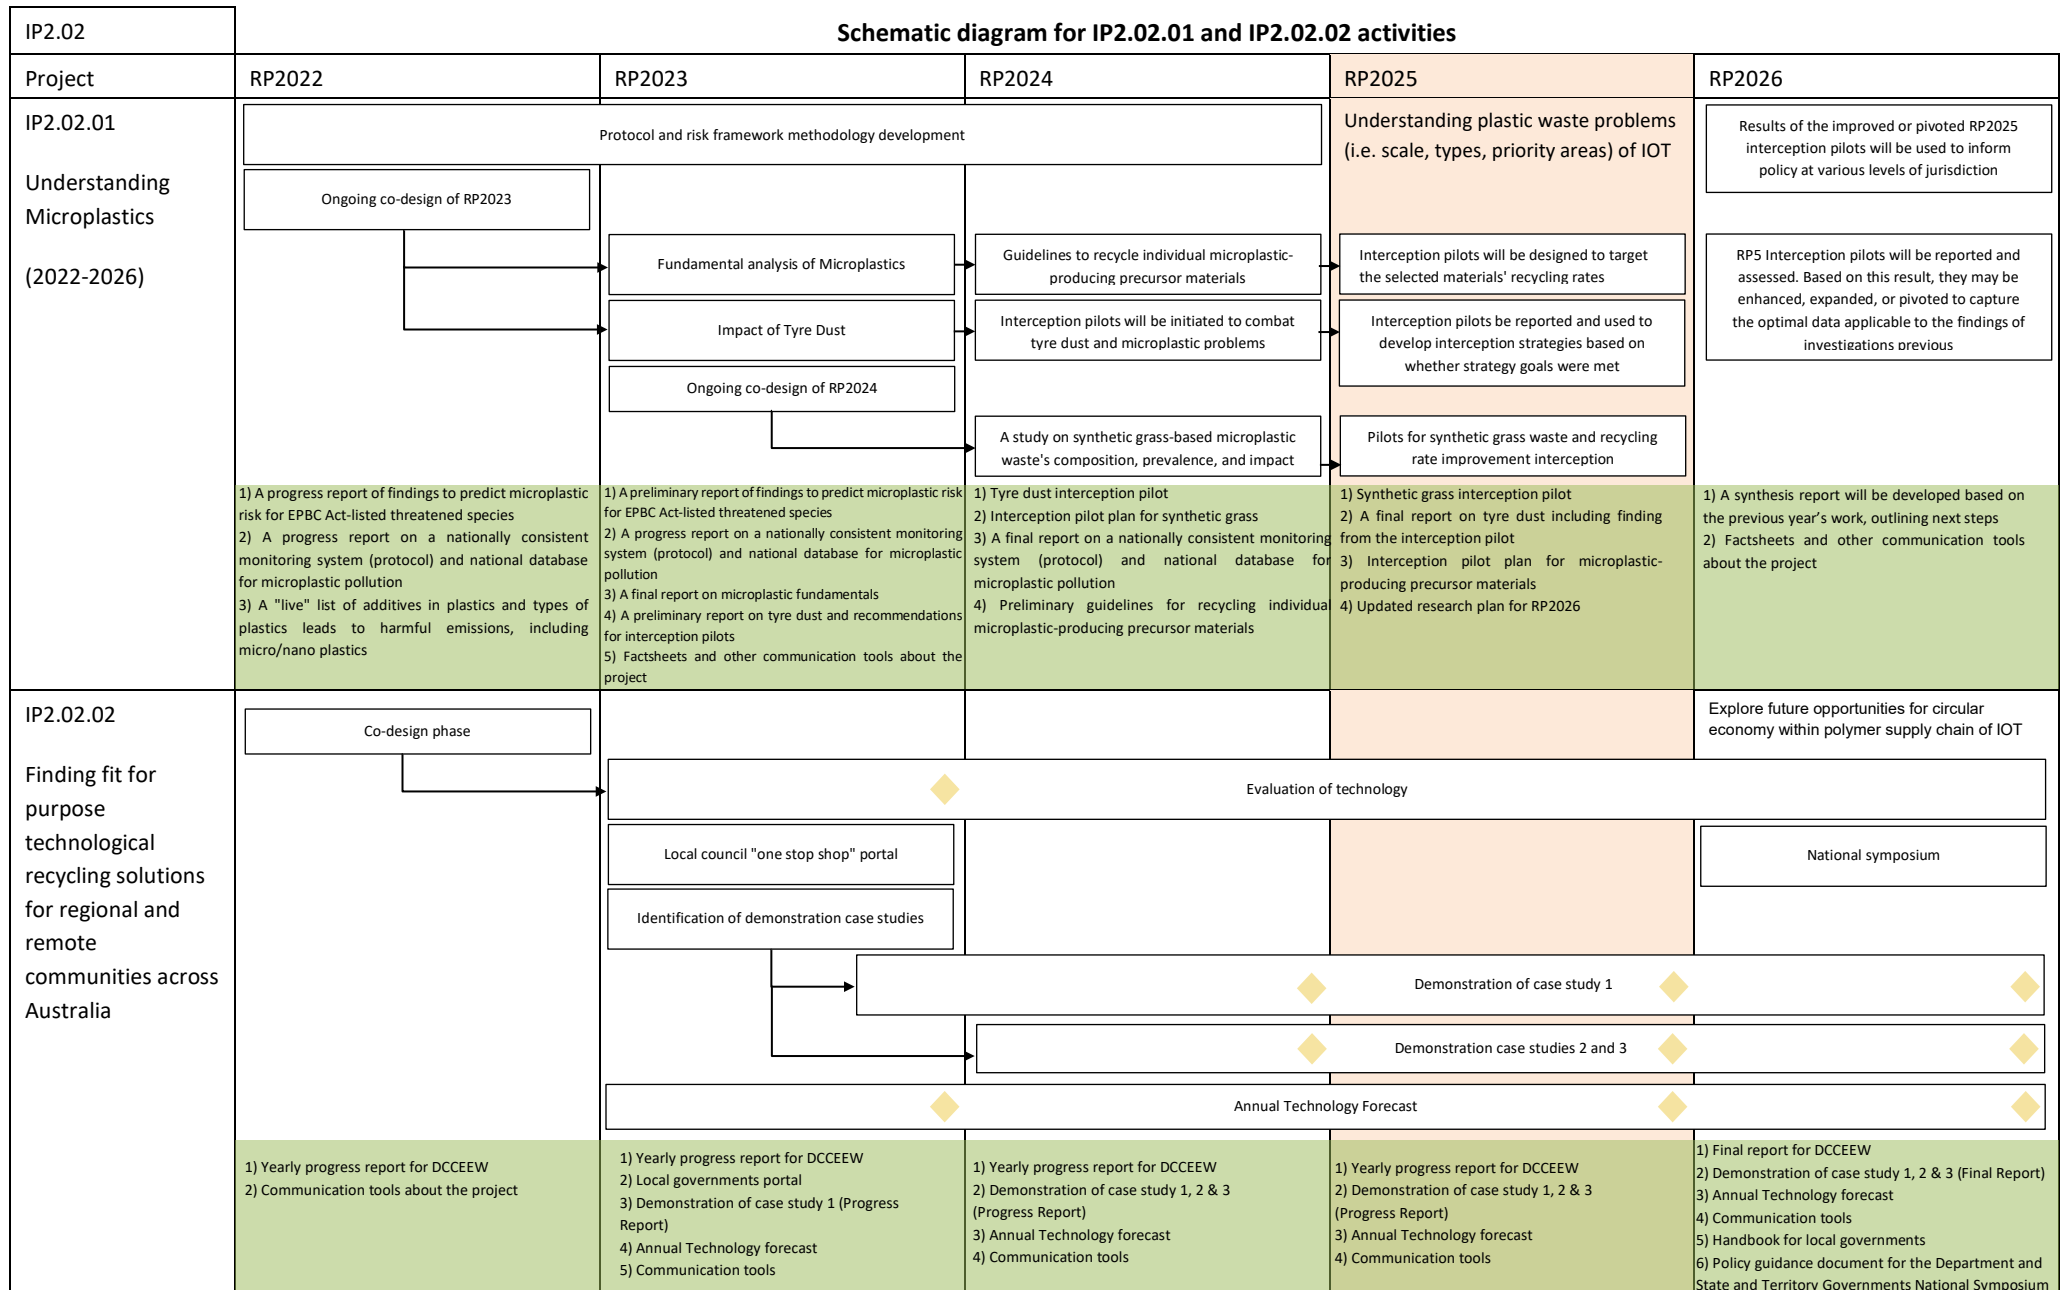 IP2.02
Schematic diagram for IP2.02.01 and IP2.02.02 activities
Project
RP2022
RP2023
RP2024
RP2025
RP2026
IP2.02.01
Understanding
Microplastics
(2022-2026)
Protocol and risk framework methodology development
Ongoing co-design of RP2023
Fundamental analysis of Microplastics
Impact of Tyre Dust
Ongoing co-design of RP2024
Guidelines to recycle individual microplastic-
producing precursor materials
Interception pilots will be initiated to combat
tyre dust and microplastic problems
A study on synthetic grass-based microplastic
waste's composition, prevalence, and impact
Understanding plastic waste problems
(i.e. scale, types, priority areas) of IOT
Interception pilots will be designed to target
the selected materials' recycling rates
Interception pilots be reported and used to
develop interception strategies based on
whether strategy goals were met
Pilots for synthetic grass waste and recycling
rate improvement interception
Results of the improved or pivoted RP2025
interception pilots will be used to inform
policy at various levels of jurisdiction
RP5 Interception pilots will be reported and
assessed. Based on this result, they may be
enhanced, expanded, or pivoted to capture
the optimal data applicable to the findings of
investigations previous
1) A progress report of findings to predict microplastic
risk for EPBC Act-listed threatened species
2) A progress report on a nationally consistent
monitoring system (protocol) and national database
for microplastic pollution
3) A "live" list of additives in plastics and types of
plastics leads to harmful emissions, including
micro/nano plastics
1) A preliminary report of findings to predict microplastic risk
for EPBC Act-listed threatened species
2) A progress report on a nationally consistent monitoring
system (protocol) and national database for microplastic
pollution
3) A final report on microplastic fundamentals
4) A preliminary report on tyre dust and recommendations
for interception pilots
5) Factsheets and other communication tools about the
project
1) Tyre dust interception pilot
2) Interception pilot plan for synthetic grass
3) A final report on a nationally consistent monitoring
system (protocol) and national database for
microplastic pollution
4) Preliminary guidelines for recycling individual
microplastic-producing precursor materials
1) Synthetic grass interception pilot
2) A final report on tyre dust including finding
from the interception pilot
3) Interception pilot plan for microplastic-
producing precursor materials
4) Updated research plan for RP2026
1) A synthesis report will be developed based on
the previous year's work, outlining next steps
2) Factsheets and other communication tools
about the project
IP2.02.02
Finding fit for
purpose
technological
recycling solutions
for regional and
remote
communities across
Australia
Co-design phase
Explore future opportunities for circular
economy within polymer supply chain of IOT
Evaluation of technology
Local council "one stop shop" portal
National symposium
Identification of demonstration case studies
Demonstration of case study 1
Demonstration case studies 2 and 3
Annual Technology Forecast
1) Yearly progress report for DCCEEW
2) Communication tools about the project
1) Yearly progress report for DCCEEW
2) Local governments portal
3) Demonstration of case study 1 (Progress
Report)
4) Annual Technology forecast
5) Communication tools
1) Yearly progress report for DCCEEW
2) Demonstration of case study 1, 2 & 3
(Progress Report)
3) Annual Technology forecast
4) Communication tools
1) Yearly progress report for DCCEEW
2) Demonstration of case study 1, 2 & 3
(Progress Report)
3) Annual Technology forecast
4) Communication tools
1) Final report for DCCEEW
2) Demonstration of case study 1, 2 & 3 (Final Report)
3) Annual Technology forecast
4) Communication tools
5) Handbook for local governments
6) Policy guidance document for the Department and
State and Territory Governments National Symposium